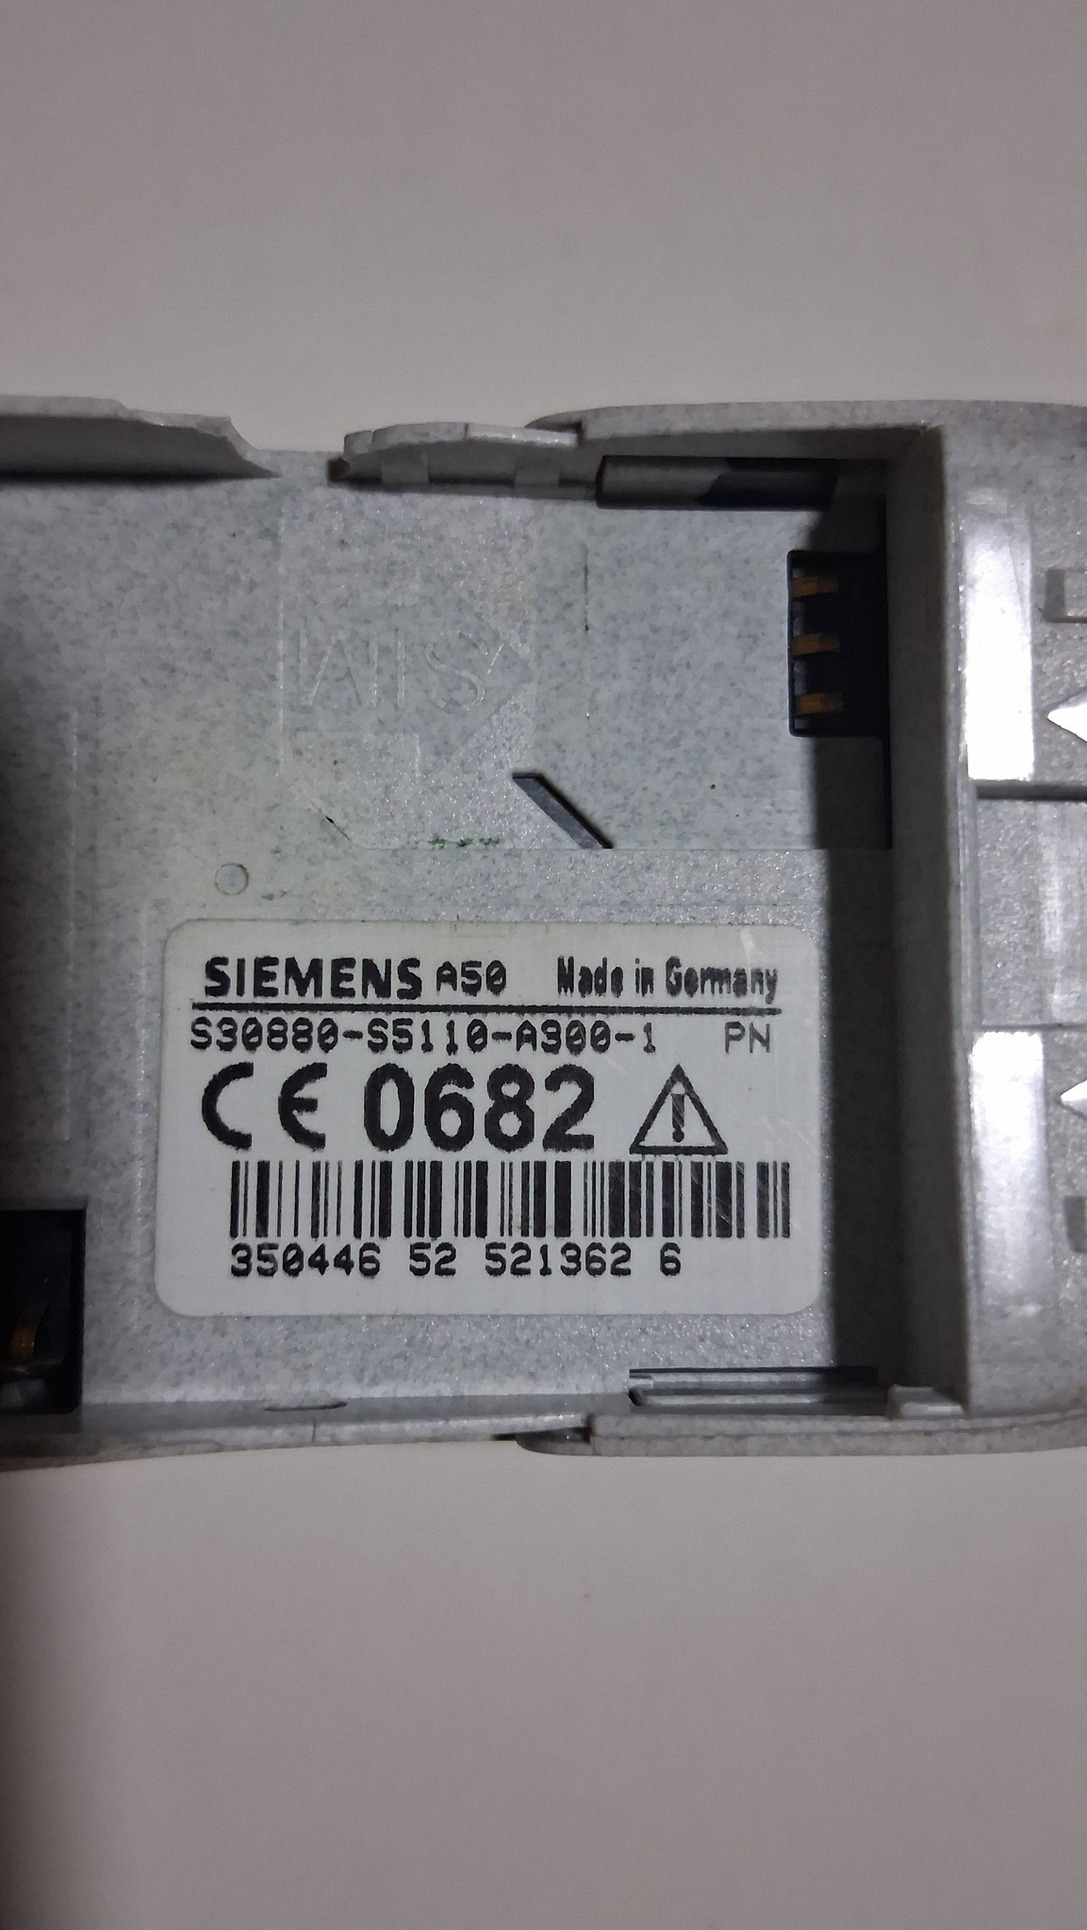 SIM
SIEMENS A50 Made in Germany
S30880-S5110-A300-1 PN
CE 0682
350446 52 521362 6